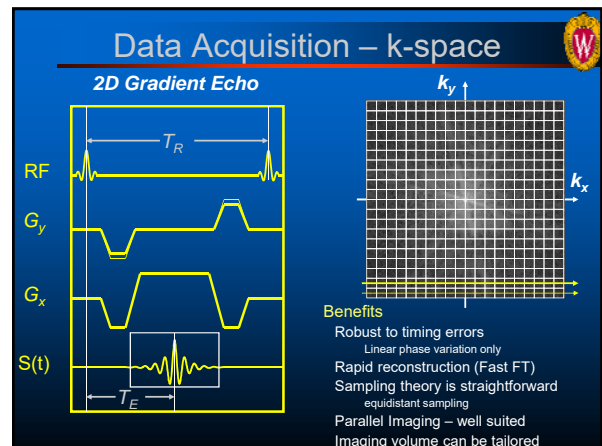 Data Acquisition – k-space
W
2D Gradient Echo
T_R
RF
G_y
G_x
S(t)
T_E
k_y
k_x
Benefits
Robust to timing errors
Linear phase variation only
Rapid reconstruction (Fast FT)
Sampling theory is straightforward
equidistant sampling
Parallel Imaging – well suited
Imaging volume can be tailored